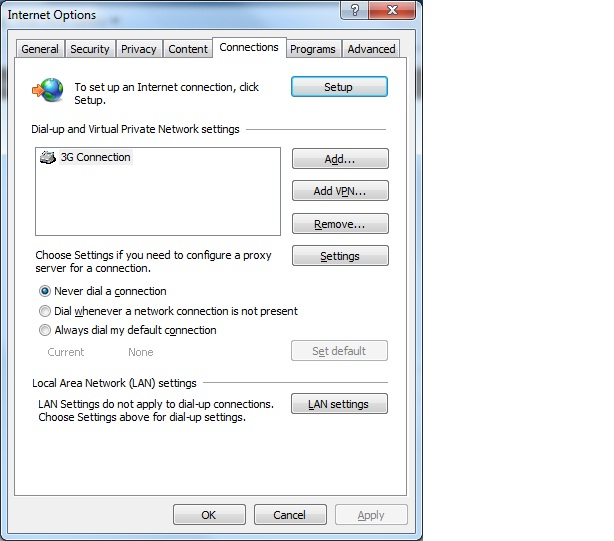 Internet Options
?
General Security Privacy Content Connections Programs Advanced
To set up an Internet connection, click
Setup.
Setup
Dial-up and Virtual Private Network settings
3G Connection
Add...
Add VPN...
Remove...
Choose Settings if you need to configure a proxy
server for a connection.
Settings
Never dial a connection
Dial whenever a network connection is not present
Always dial my default connection
Current None
Set default
Local Area Network (LAN) settings
LAN Settings do not apply to dial-up connections.
Choose Settings above for dial-up settings.
LAN settings
OK Cancel Apply